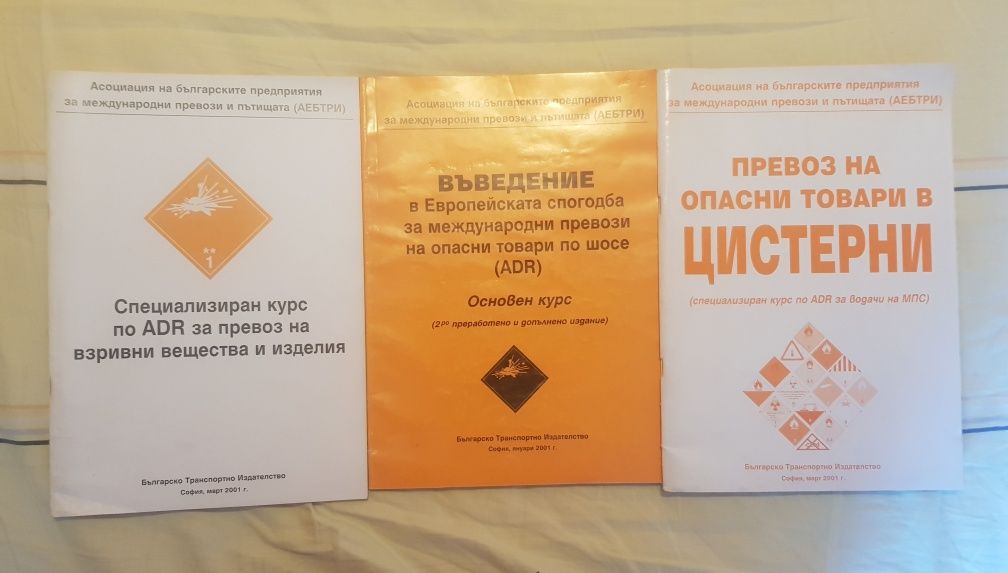 Асоциация на българските предприятия
за международни превози и пътищата (АЕБТРИ)
**
1
Специализиран курс
по ADR за превоз на
взривни вещества и изделия
Българско Транспортно Издателство
София, март 2001 г.
Асоциация на българските предприятия
за международни превози и пътищата (АЕБТРИ)
ВЪВЕДЕНИЕ
в Европейската спогодба
за международни превози
на опасни товари по шосе
(ADR)
Основен курс
(2ро преработено и допълнено издание)
Българско Транспортно Издателство
София, януари 2001 г.
Асоциация на българските предприятия
за международни превози и пътищата (АЕБТРИ)
ПРЕВОЗ НА
ОПАСНИ ТОВАРИ В
ЦИСТЕРНИ
(специализиран курс по ADR за водачи на МПС)
Българско Транспортно Издателство
София, март 2001 г.